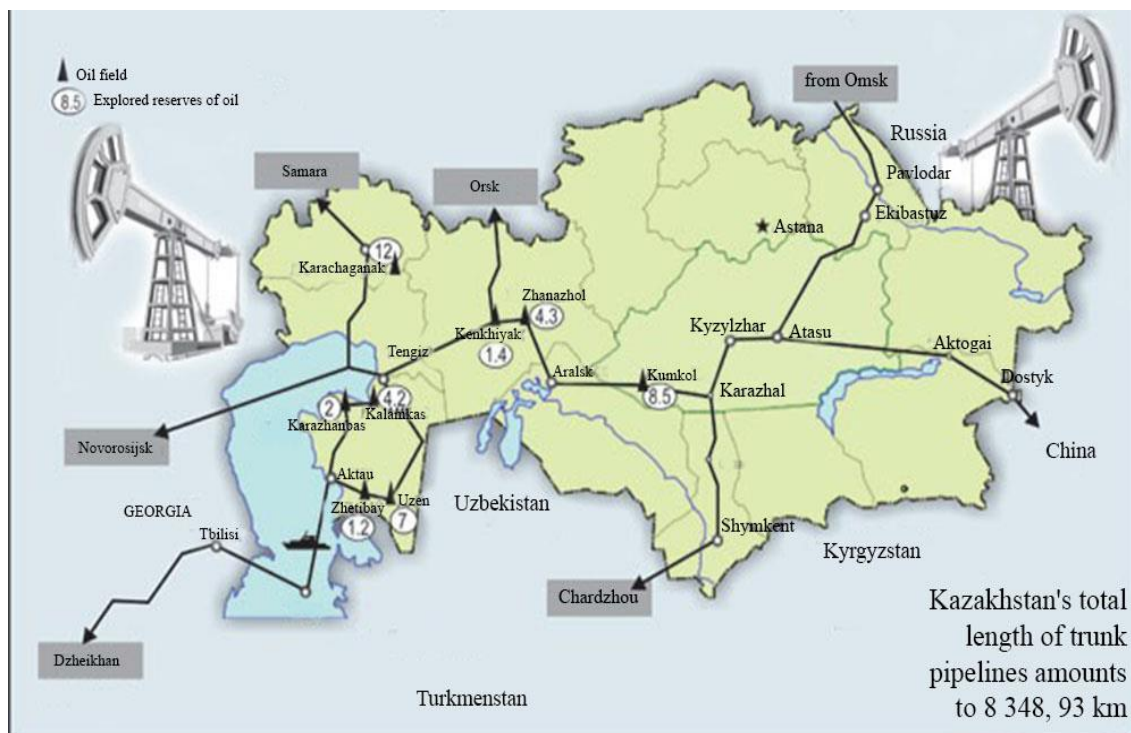 Oil field
8.5 Explored reserves of oil
from Omsk
Russia
Samara
Orsk
Pavlodar
Ekibastuz
Astana
12
Karachaganak
Zhanazhol
4.3
Kenkhiyak
1.4
Kyzylzhar
Atasu
Aktogai
Tengiz
Aralsk
Kumkol
8.5
Karazhal
Dostyk
2
4.2
Kalamkas
Karazhanbas
Novorosijsk
China
Aktau
Uzen
Zhetibay
1.2
7
Uzbekistan
GEORGIA
Tbilisi
Shymkent
Kyrgyzstan
Chardzhou
Dzheikhan
Turkmenstan
Kazakhstan's total
length of trunk
pipelines amounts
to 8 348, 93 km